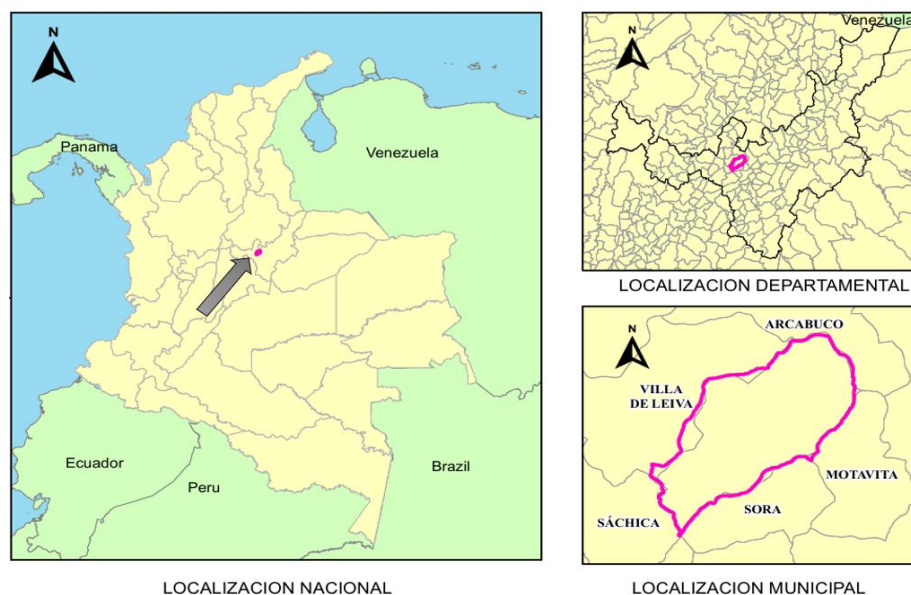 N
Panama
Venezuela
Ecuador
Peru
Brazil
LOCALIZACION NACIONAL
Venezuela
N
LOCALIZACION DEPARTAMENTAL
N
ARCABUCO
VILLA
DE LEIVA
MOTAVITA
SORA
SÁCHICA
LOCALIZACION MUNICIPAL